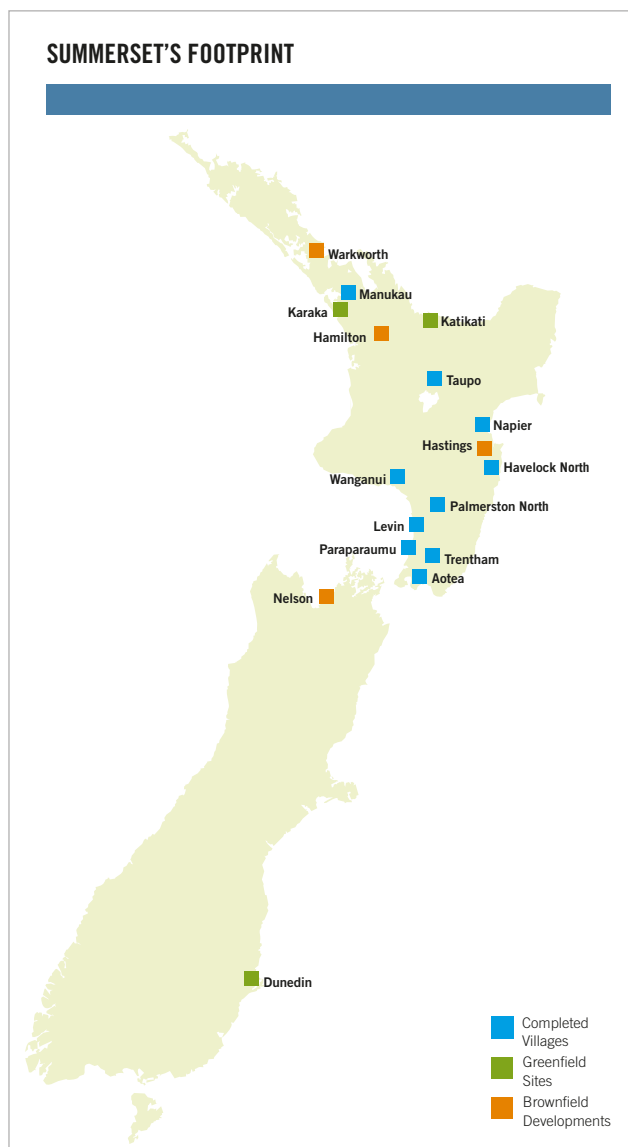 SUMMERSET'S FOOTPRINT
Warkworth
Manukau
Karaka
Katikati
Hamilton
Taupo
Napier
Hastings
Havelock North
Wanganui
Palmerston North
Levin
Paraparaumu
Trentham
Aotea
Nelson
Dunedin
Completed
Villages
Greenfield
Sites
Brownfield
Developments